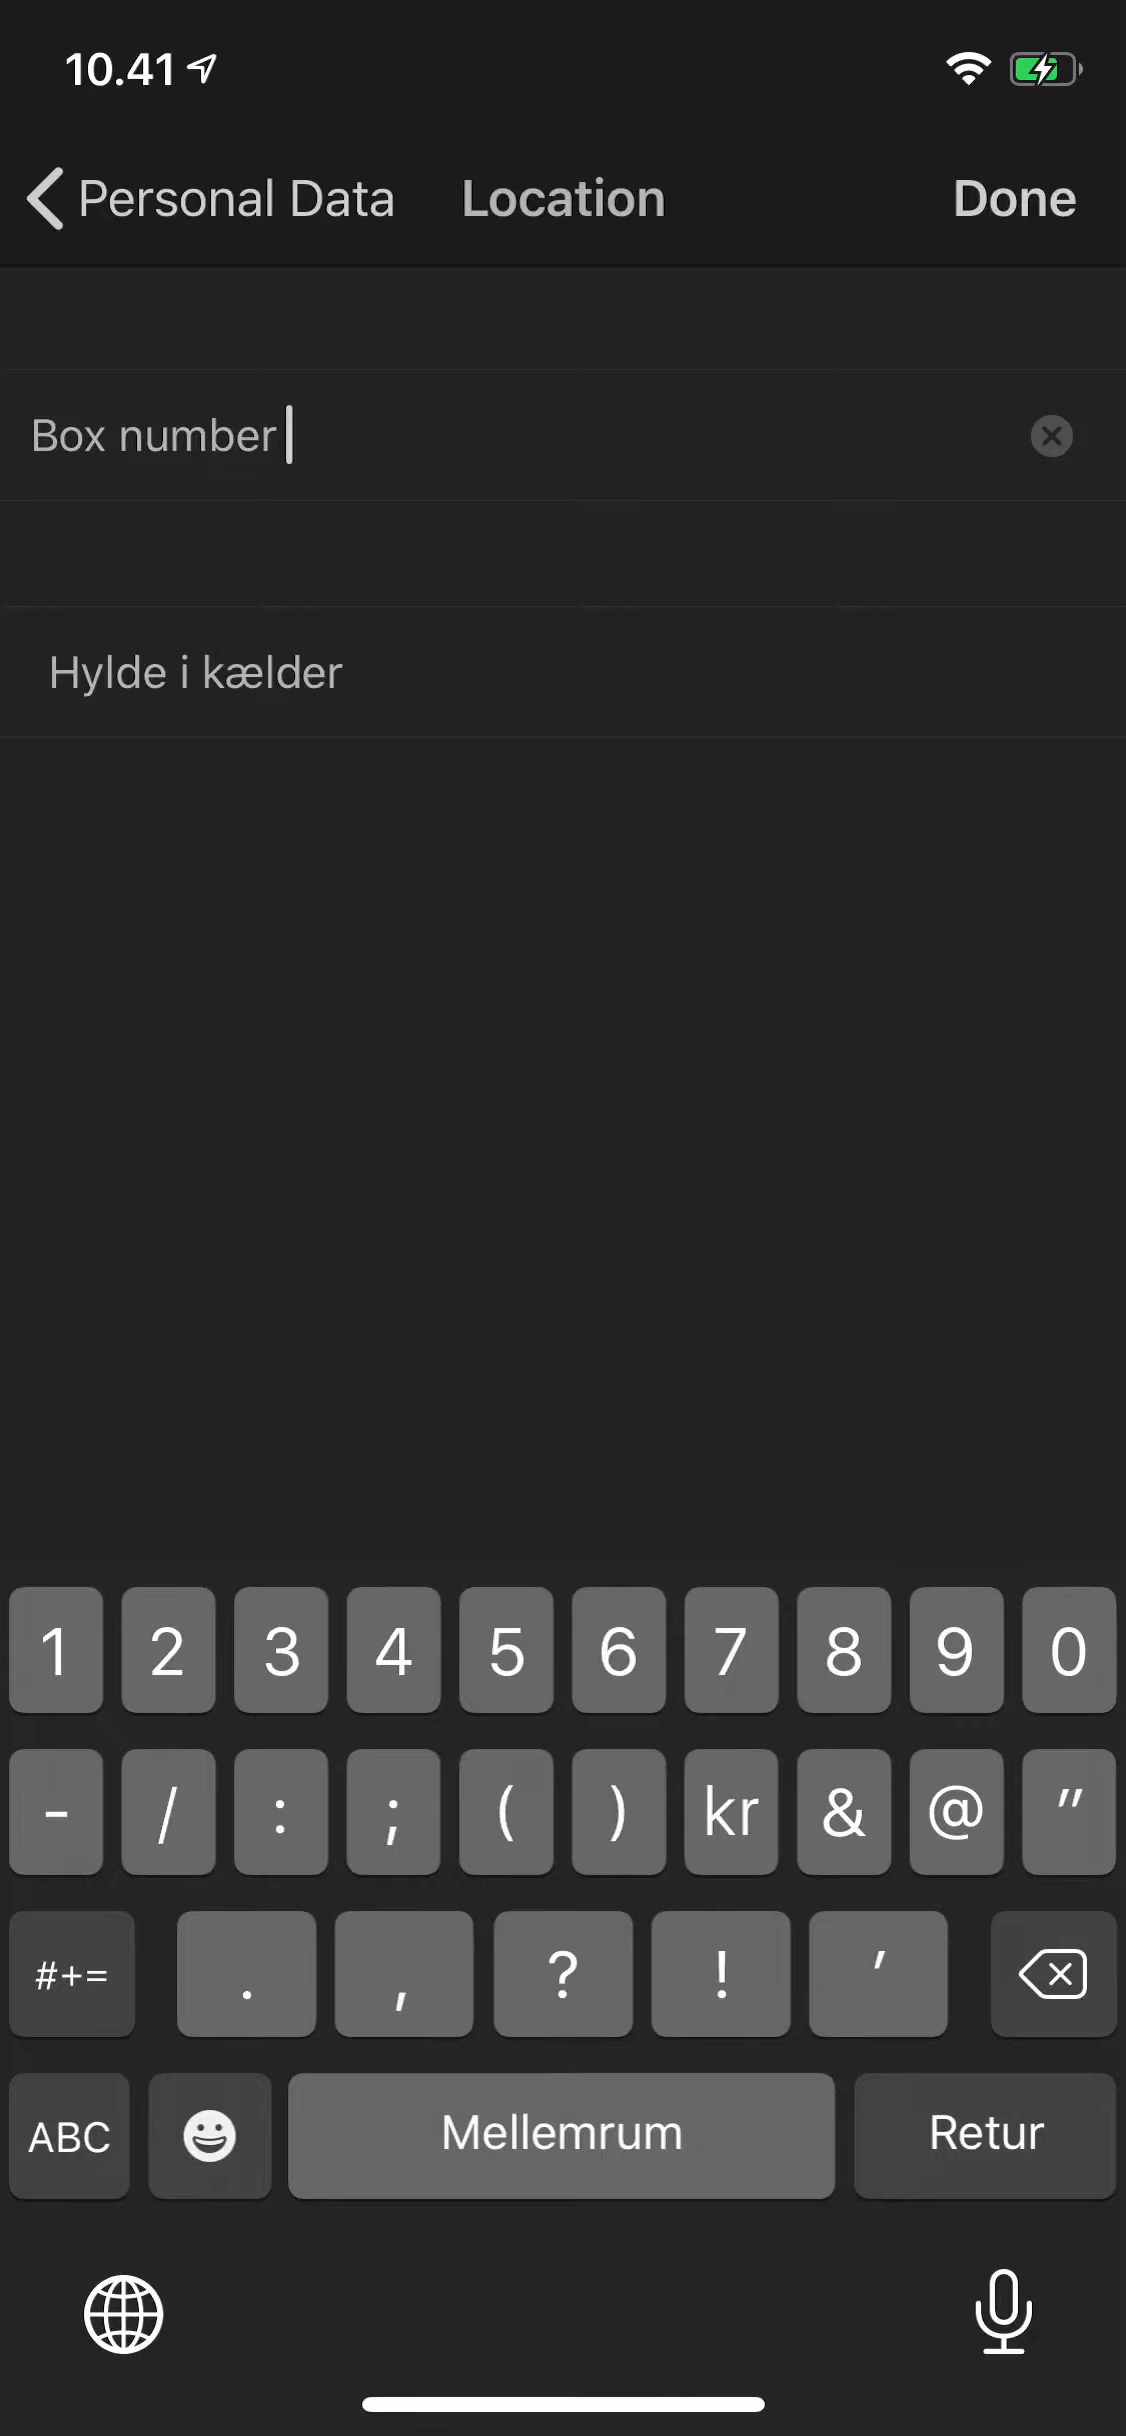 10.41
Personal Data Location Done
Box number
Hylde i kælder
1 2 3 4 5 6 7 8 9 0
- / : ; ( ) kr & @ "
#+= . , ? ! '
ABC Mellemrum Retur